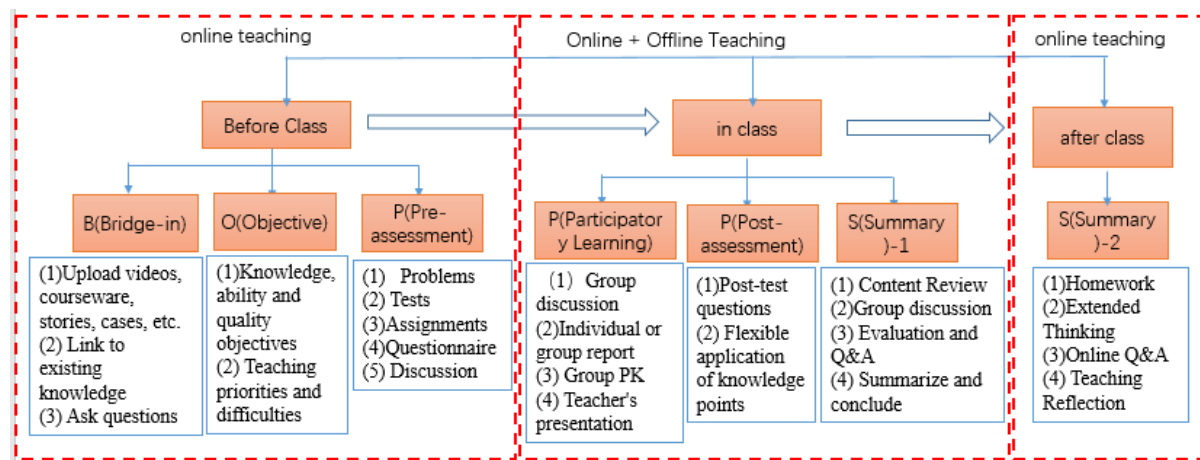 online teaching
Online + Offline Teaching
online teaching
Before Class
in class
after class
B(Bridge-in)
O(Objective)
P(Pre-
assessment)
P(Participator
y Learning)
P(Post-
assessment)
S(Summary
)-1
S(Summary
)-2
(1)Upload videos,
courseware,
stories, cases, etc.
(2) Link to
existing
knowledge
(3) Ask questions
(1)Knowledge,
ability and
quality
objectives
(2) Teaching
priorities and
difficulties
(1) Problems
(2) Tests
(3)Assignments
(4)Questionnaire
(5) Discussion
(1) Group
discussion
(2)Individual or
group report
(3) Group PK
(4) Teacher's
presentation
(1)Post-test
questions
(2) Flexible
application
of knowledge
points
(1) Content Review
(2)Group discussion
(3) Evaluation and
Q&A
(4) Summarize and
conclude
(1)Homework
(2)Extended
Thinking
(3)Online Q&A
(4) Teaching
Reflection